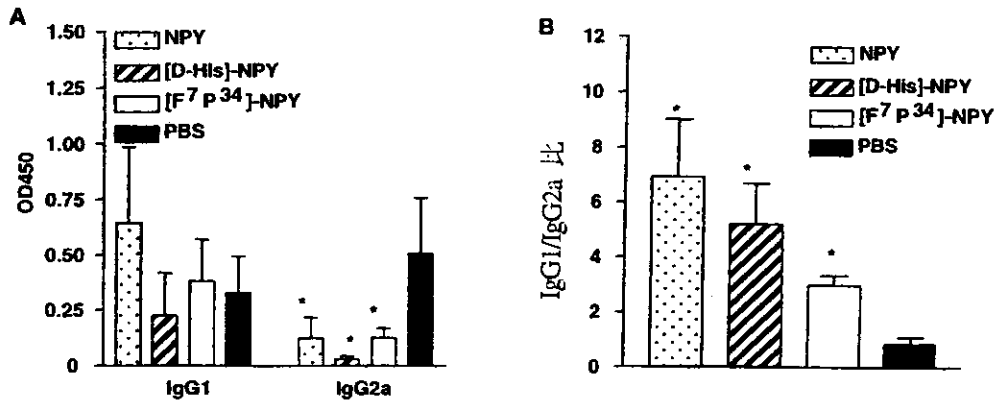 A
1.50
1.25
1.00
0.75
0.50
0.25
0
OD450
NPY
[D-His]-NPY
[F7 P34]-NPY
PBS
*
*
*
IgG1
IgG2a
B
12
10
8
6
4
2
0
IgG1/IgG2a 比
NPY
[D-His]-NPY
[F7 P34]-NPY
PBS
*
*
*